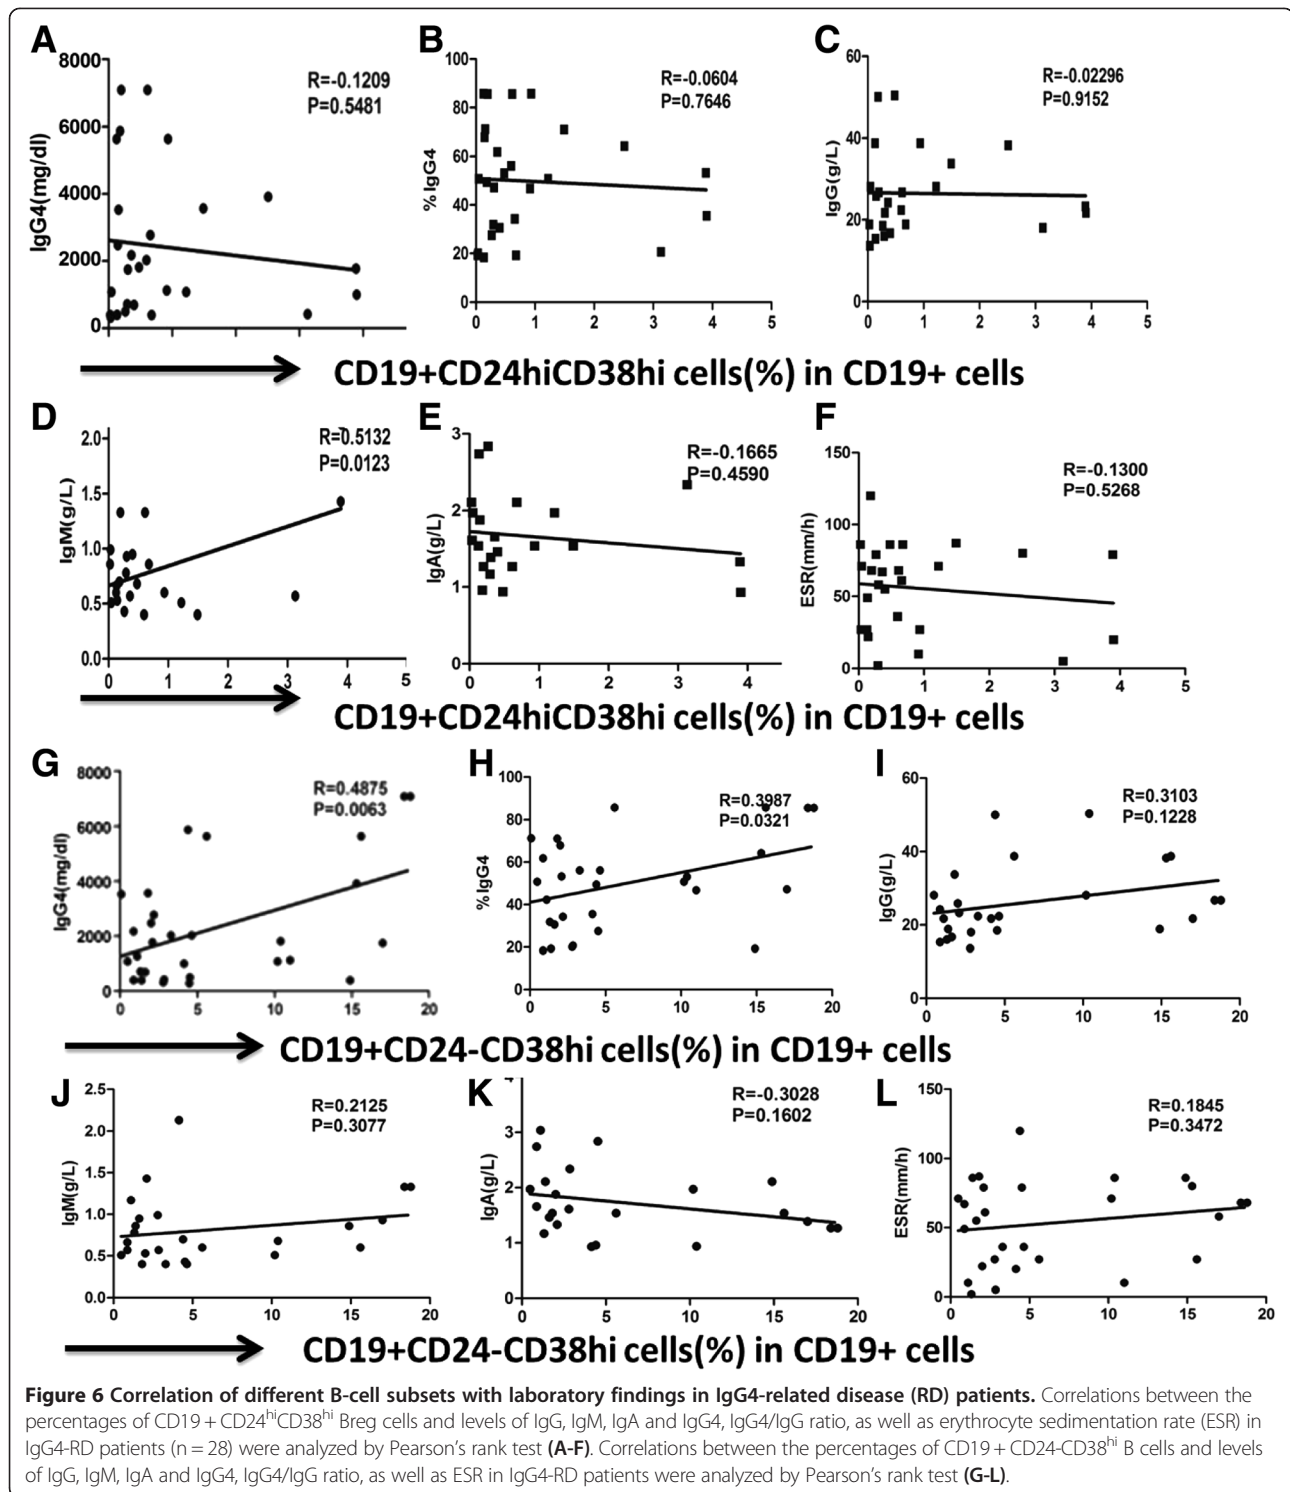 A
IgG4(mg/dl)
8000
6000
4000
2000
0
R=-0.1209
P=0.5481
B
%IgG4
100
80
60
40
20
0
0 1 2 3 4 5
R=-0.0604
P=0.7646
C
IgG(g/L)
60
40
20
0
0 1 2 3 4 5
R=-0.02296
P=0.9152
CD19+CD24hiCD38hi cells(%) in CD19+ cells
D
IgM(g/L)
2.0
1.5
1.0
0.5
0.0
0 1 2 3 4 5
R=0.5132
P=0.0123
E
IgA(g/L)
3
2
1
0
0 1 2 3 4
R=-0.1665
P=0.4590
F
ESR(mm/h)
150
100
50
0
0 1 2 3 4 5
R=-0.1300
P=0.5268
CD19+CD24hiCD38hi cells(%) in CD19+ cells
G
IgG4(mg/dl)
8000
6000
4000
2000
0
0 5 10 15 20
R=0.4875
P=0.0063
H
%IgG4
100
80
60
40
20
0
0 5 10 15 20
R=0.3987
P=0.0321
I
IgG(g/L)
60
40
20
0
0 5 10 15 20
R=0.3103
P=0.1228
CD19+CD24-CD38hi cells(%) in CD19+ cells
J
IgM(g/L)
2.5
2.0
1.5
1.0
0.5
0.0
0 5 10 15 20
R=0.2125
P=0.3077
K
IgA(g/L)
4
3
2
1
0
0 5 10 15 20
R=-0.3028
P=0.1602
L
ESR(mm/h)
150
100
50
0
0 5 10 15 20
R=0.1845
P=0.3472
CD19+CD24-CD38hi cells(%) in CD19+ cells
Figure 6 Correlation of different B-cell subsets with laboratory findings in IgG4-related disease (RD) patients. Correlations between the
percentages of CD19 + CD24hiCD38hi Breg cells and levels of IgG, IgM, IgA and IgG4, IgG4/IgG ratio, as well as erythrocyte sedimentation rate (ESR) in
IgG4-RD patients (n = 28) were analyzed by Pearson's rank test (A-F). Correlations between the percentages of CD19 + CD24-CD38hi B cells and levels
of IgG, IgM, IgA and IgG4, IgG4/IgG ratio, as well as ESR in IgG4-RD patients were analyzed by Pearson's rank test (G-L).